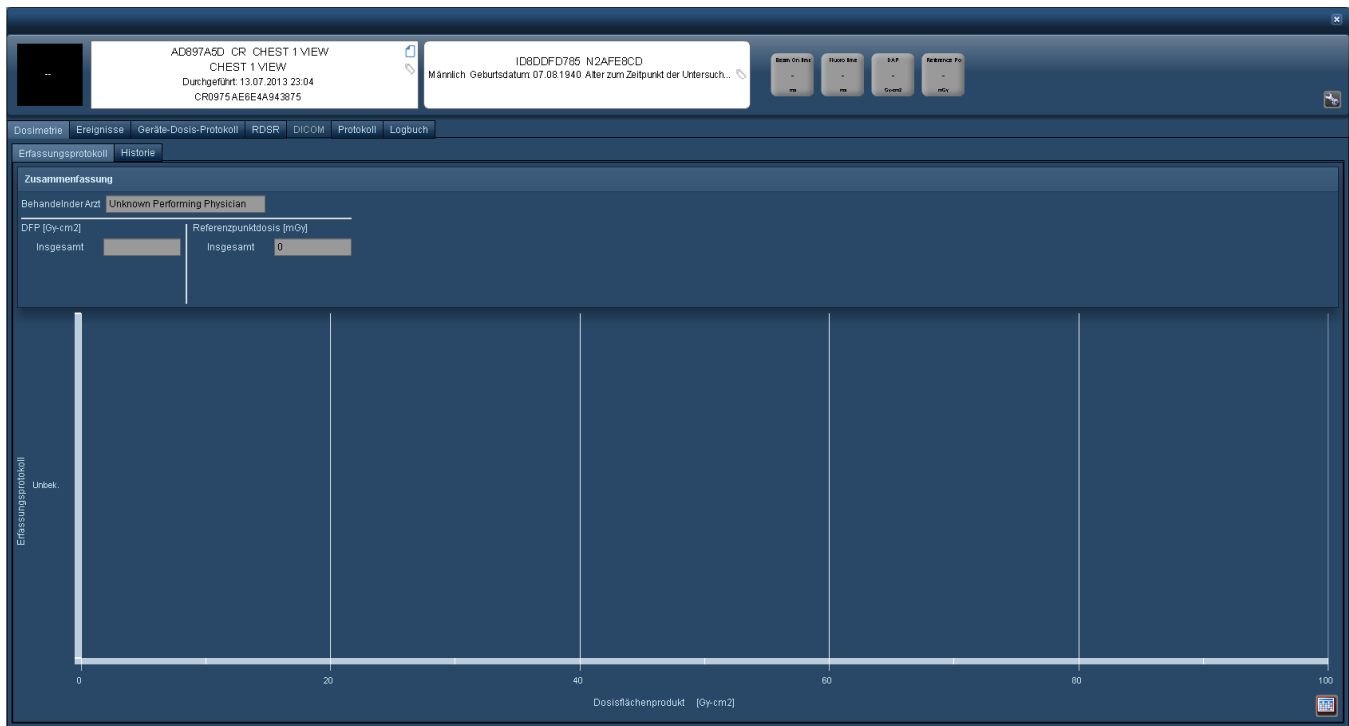 --
AD897A5D CR CHEST 1 VIEW
CHEST 1 VIEW
Durchgeführt: 13.07.2013 23:04
CR0975AE6E4A943875
ID8DDFD785 N2AFE8CD
Männlich Geburtsdatum: 07.08.1940 Alter zum Zeitpunkt der Untersuch...
Beam On time
-
ms
Fluoro time
-
ms
DAP
-
Gy-cm2
Reference Po
-
mGy
Dosimetrie Ereignisse Geräte-Dosis-Protokoll RDSR DICOM Protokoll Logbuch
Erfassungsprotokoll Historie
Zusammenfassung
Behandelnder Arzt Unknown Performing Physician
DFP [Gy-cm2] Referenzpunktdosis [mGy]
Insgesamt Insgesamt 0
Erfassungsprotokoll
Unbek.
0 20 40 60 80 100
Dosisflächenprodukt [Gy-cm2]